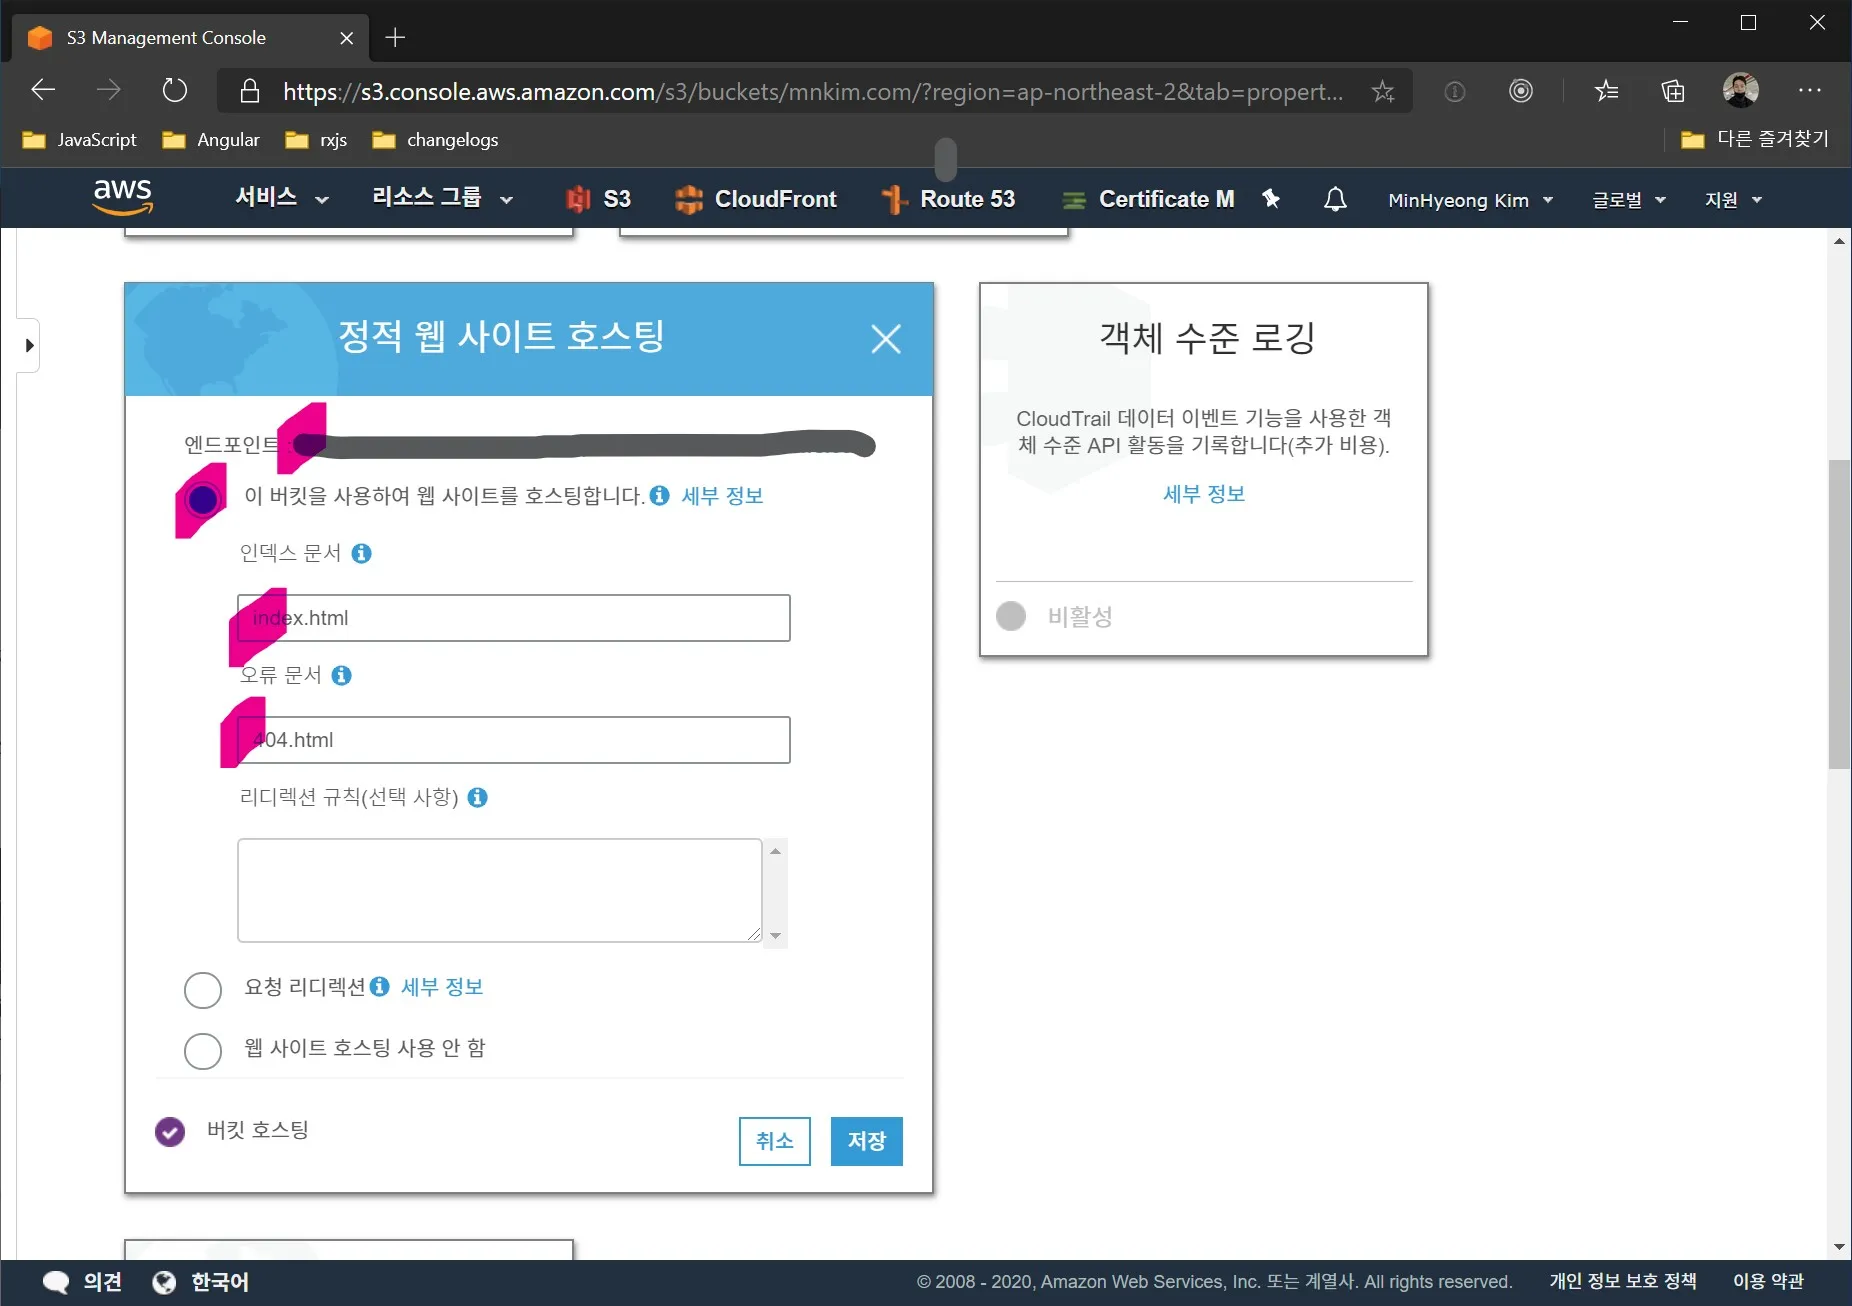 S3 Management Console
https://s3.console.aws.amazon.com/s3/buckets/mnkim.com/?region=ap-northeast-2&tab=propert...
JavaScript
Angular
rxjs
changelogs
다른 즐겨찾기
aws
서비스
리소스 그룹
S3
CloudFront
Route 53
Certificate M
MinHyeong Kim
글로벌
지원
정적 웹 사이트 호스팅
엔드포인트 :
이 버킷을 사용하여 웹 사이트를 호스팅합니다. 세부 정보
인덱스 문서
index.html
오류 문서
404.html
리디렉션 규칙(선택 사항)
요청 리디렉션 세부 정보
웹 사이트 호스팅 사용 안 함
버킷 호스팅
취소
저장
객체 수준 로깅
CloudTrail 데이터 이벤트 기능을 사용한 객
체 수준 API 활동을 기록합니다(추가 비용).
세부 정보
비활성
의견
한국어
© 2008 - 2020, Amazon Web Services, Inc. 또는 계열사. All rights reserved.
개인 정보 보호 정책
이용 약관